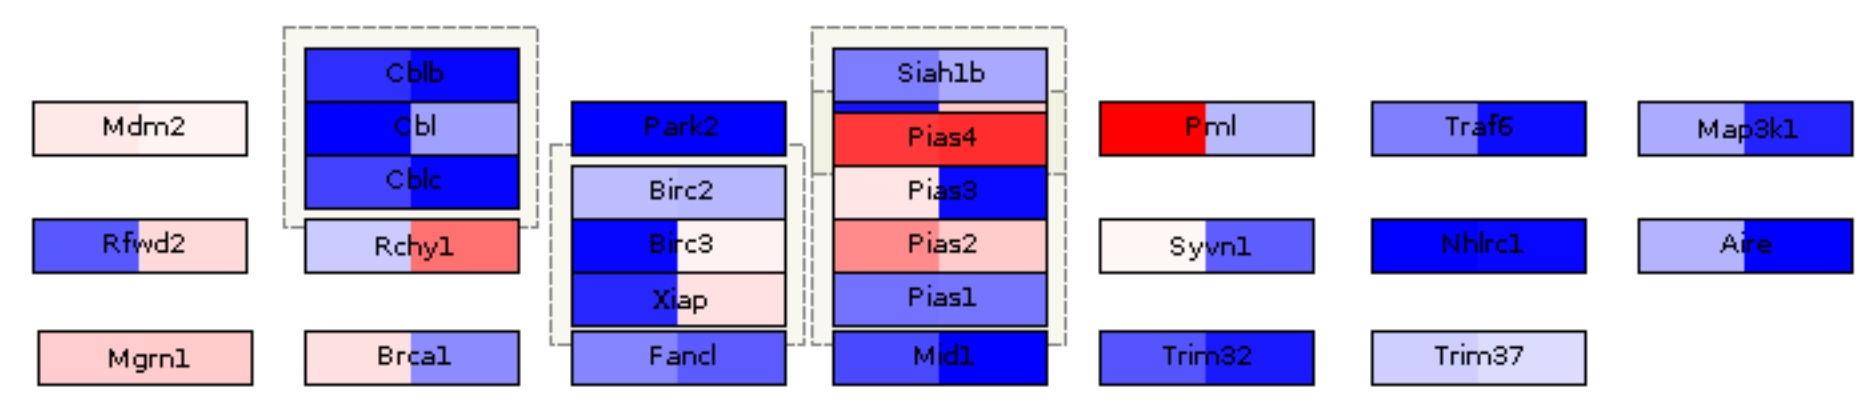 Cblb
Siah1b
Mdm2
Cbl
Park2
Pias4
Pml
Traf6
Map3k1
Cblc
Birc2
Pias3
Rfwd2
Rchy1
Birc3
Pias2
Syvn1
Nhlrc1
Aire
Xiap
Pias1
Mgrn1
Brca1
Fancl
Mid1
Trim32
Trim37